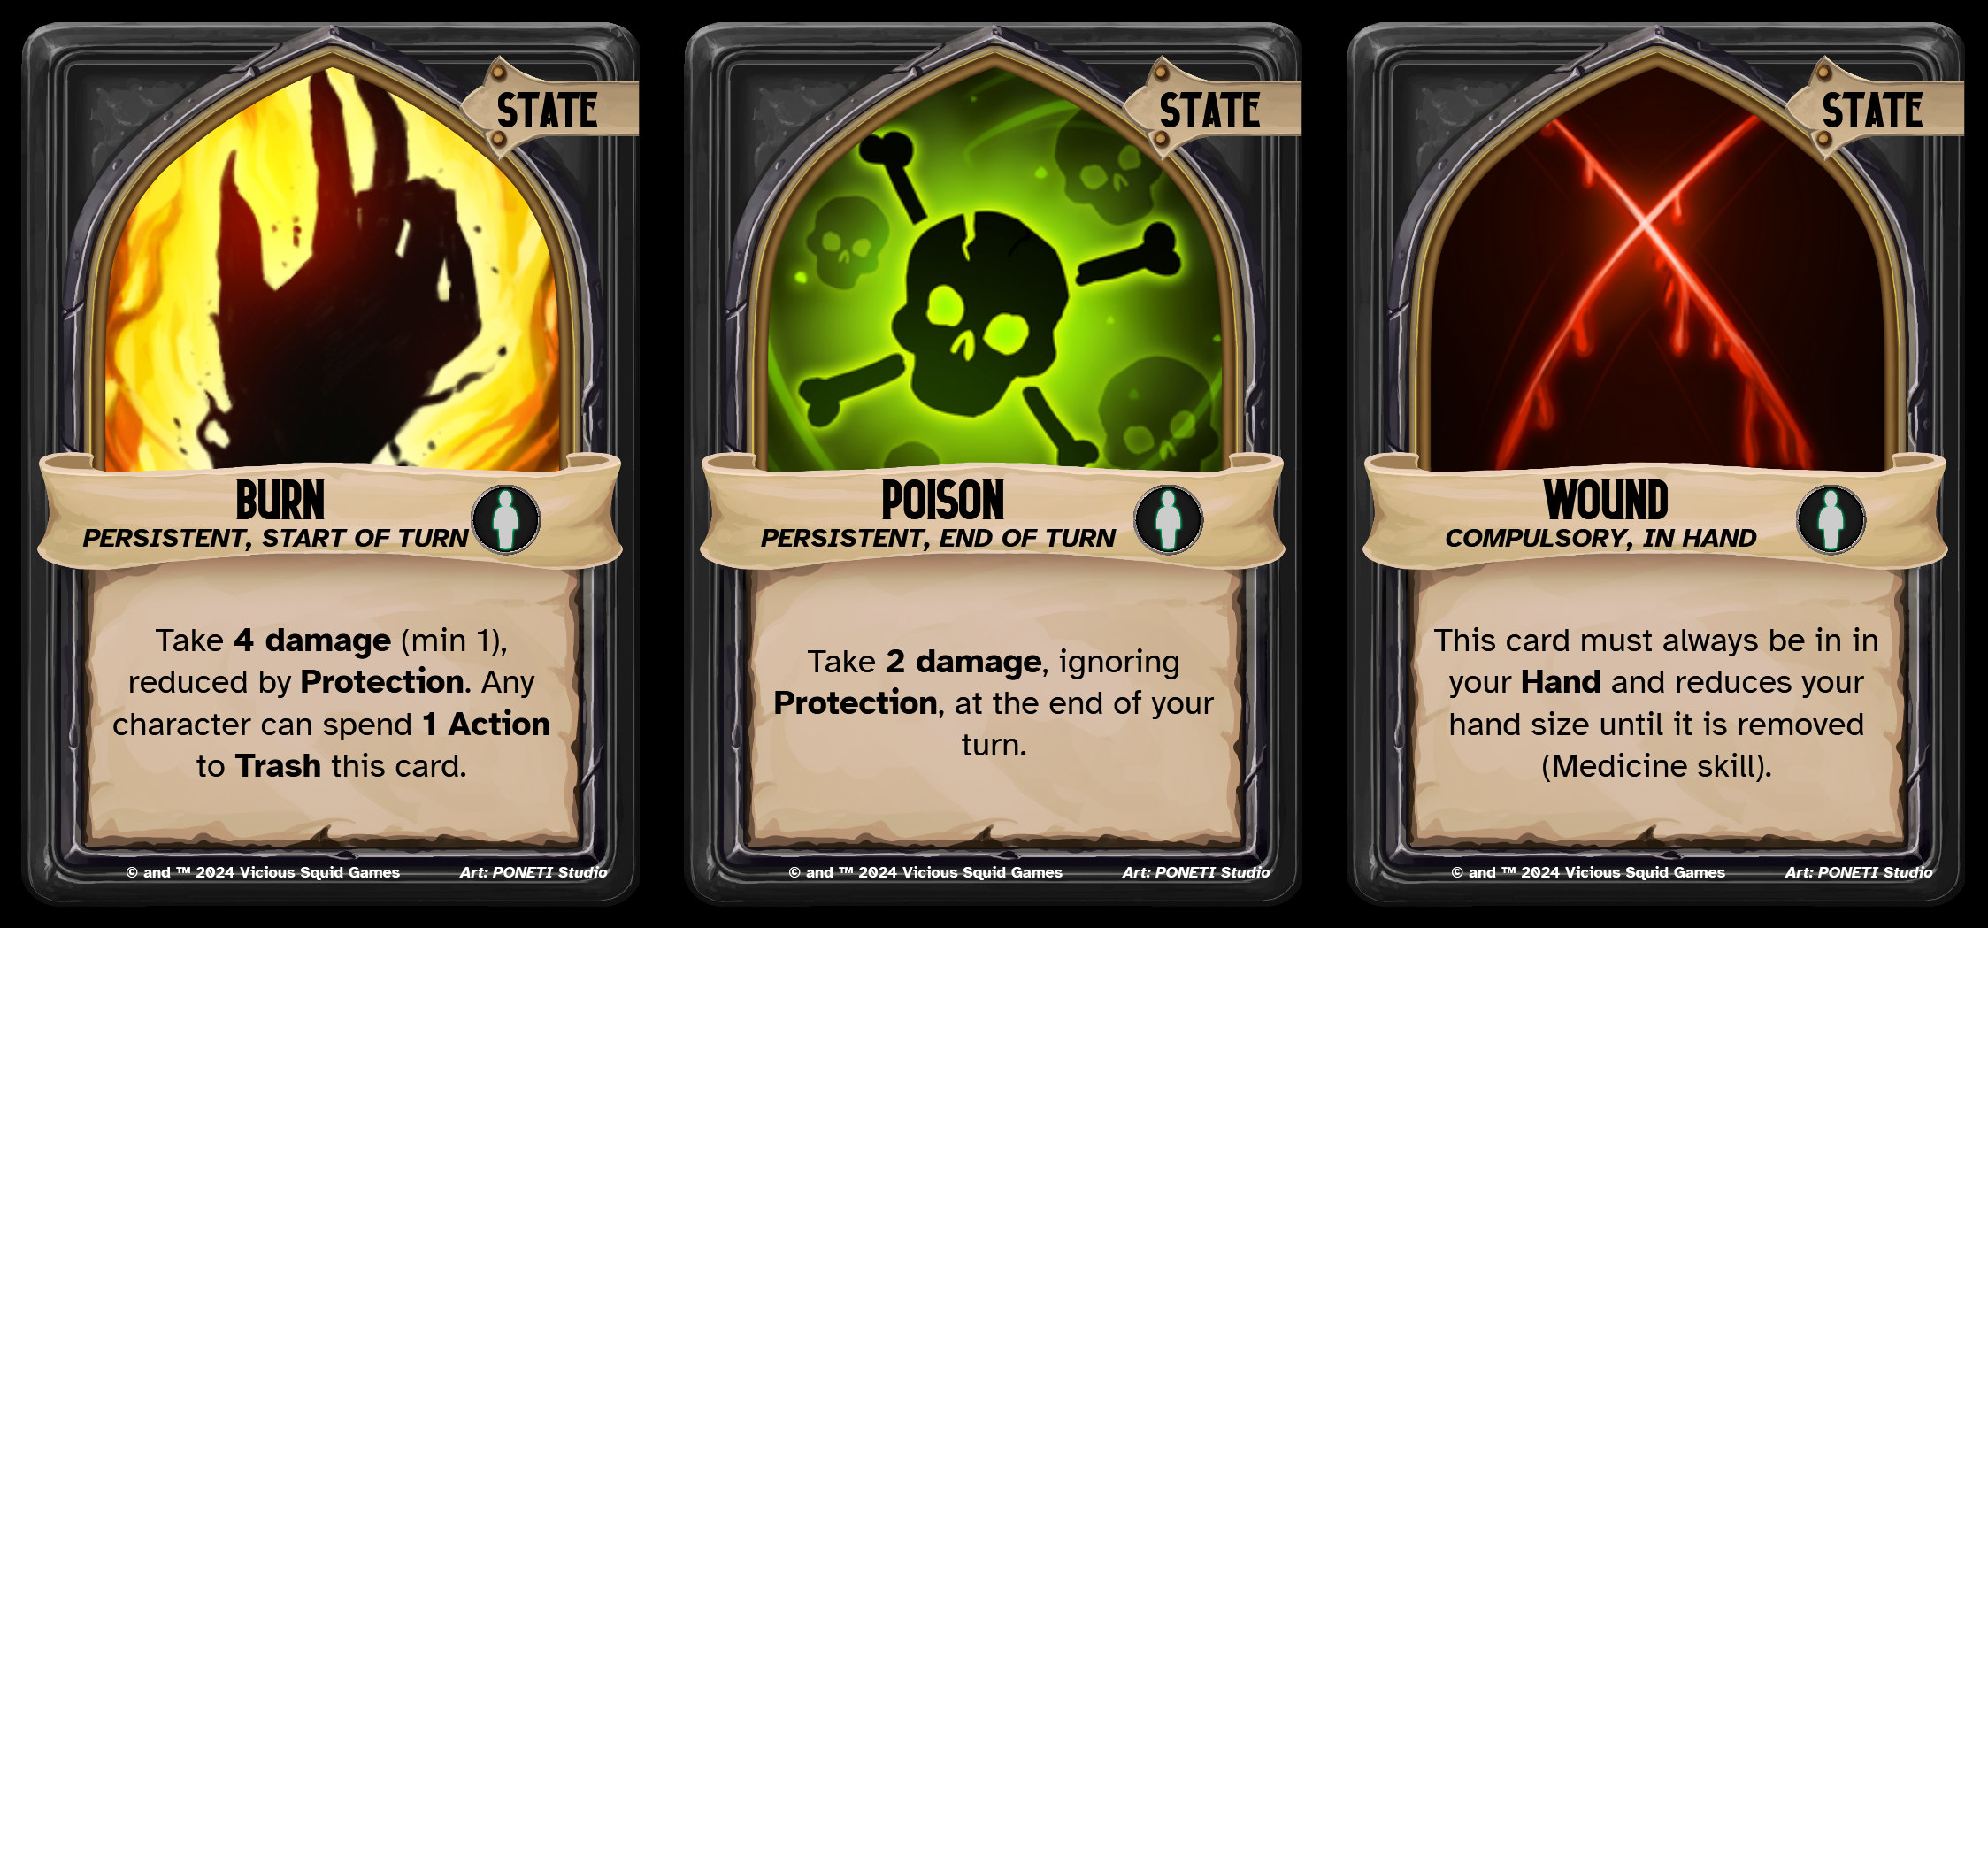 STATE
BURN
PERSISTENT, START OF TURN
Take 4 damage (min 1),
reduced by Protection. Any
character can spend 1 Action
to Trash this card.
© and ™ 2024 Vicious Squid Games
Art: PONETI Studio
STATE
POISON
PERSISTENT, END OF TURN
Take 2 damage, ignoring
Protection, at the end of your
turn.
© and ™ 2024 Vicious Squid Games
Art: PONETI Studio
STATE
WOUND
COMPULSORY, IN HAND
This card must always be in in
your Hand and reduces your
hand size until it is removed
(Medicine skill).
© and ™ 2024 Vicious Squid Games
Art: PONETI Studio